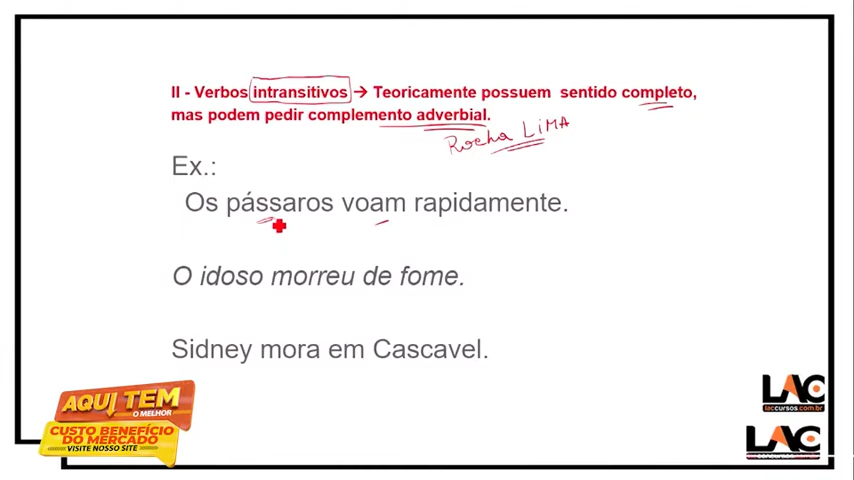 II - Verbos intransitivos → Teoricamente possuem sentido completo,
mas podem pedir complemento adverbial.
Rocha LiMA
Ex.:
Os pássaros voam rapidamente.
O idoso morreu de fome.
Sidney mora em Cascavel.
AQUI TEM
O MELHOR
CUSTO BENEFÍCIO
DO MERCADO
VISITE NOSSO SITE
LAC
laccursos.com.br
LAC